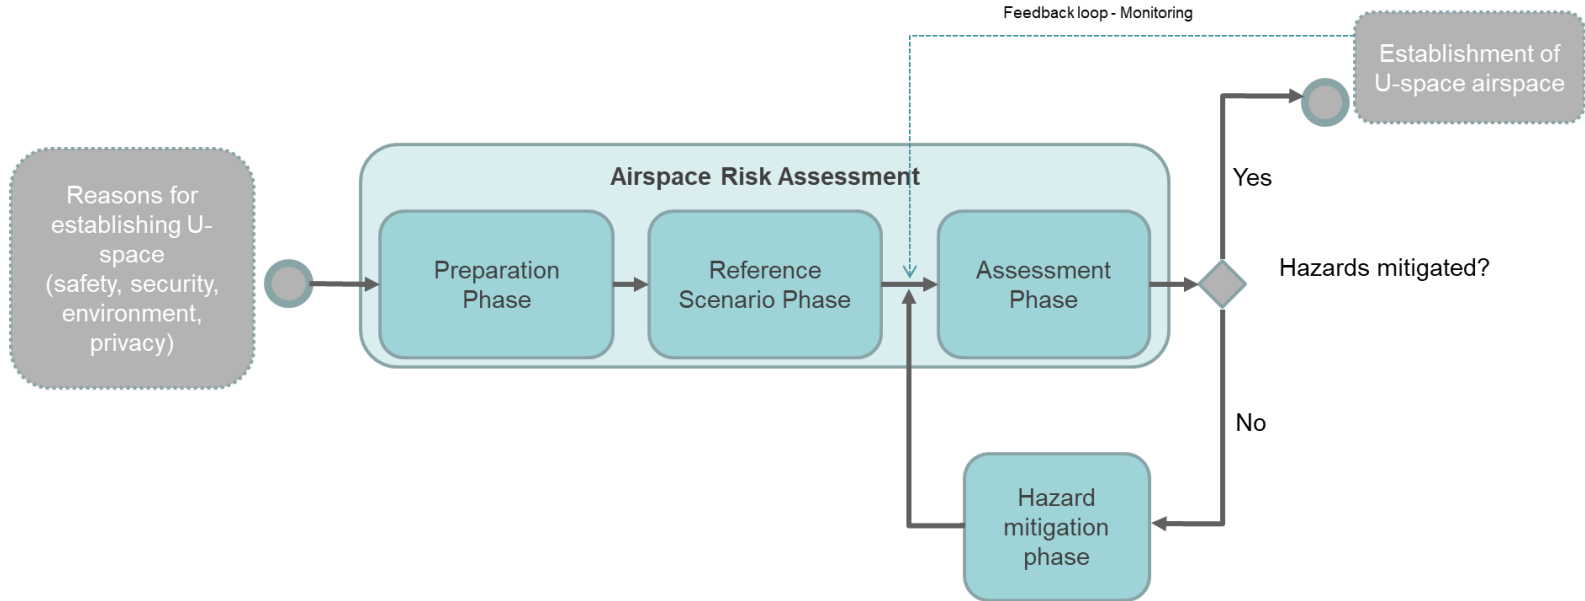 Feedback loop - Monitoring
Establishment of
U-space airspace
Reasons for
establishing U-
space
(safety, security,
environment,
privacy)
Airspace Risk Assessment
Preparation
Phase
Reference
Scenario Phase
Assessment
Phase
Yes
Hazards mitigated?
No
Hazard
mitigation
phase